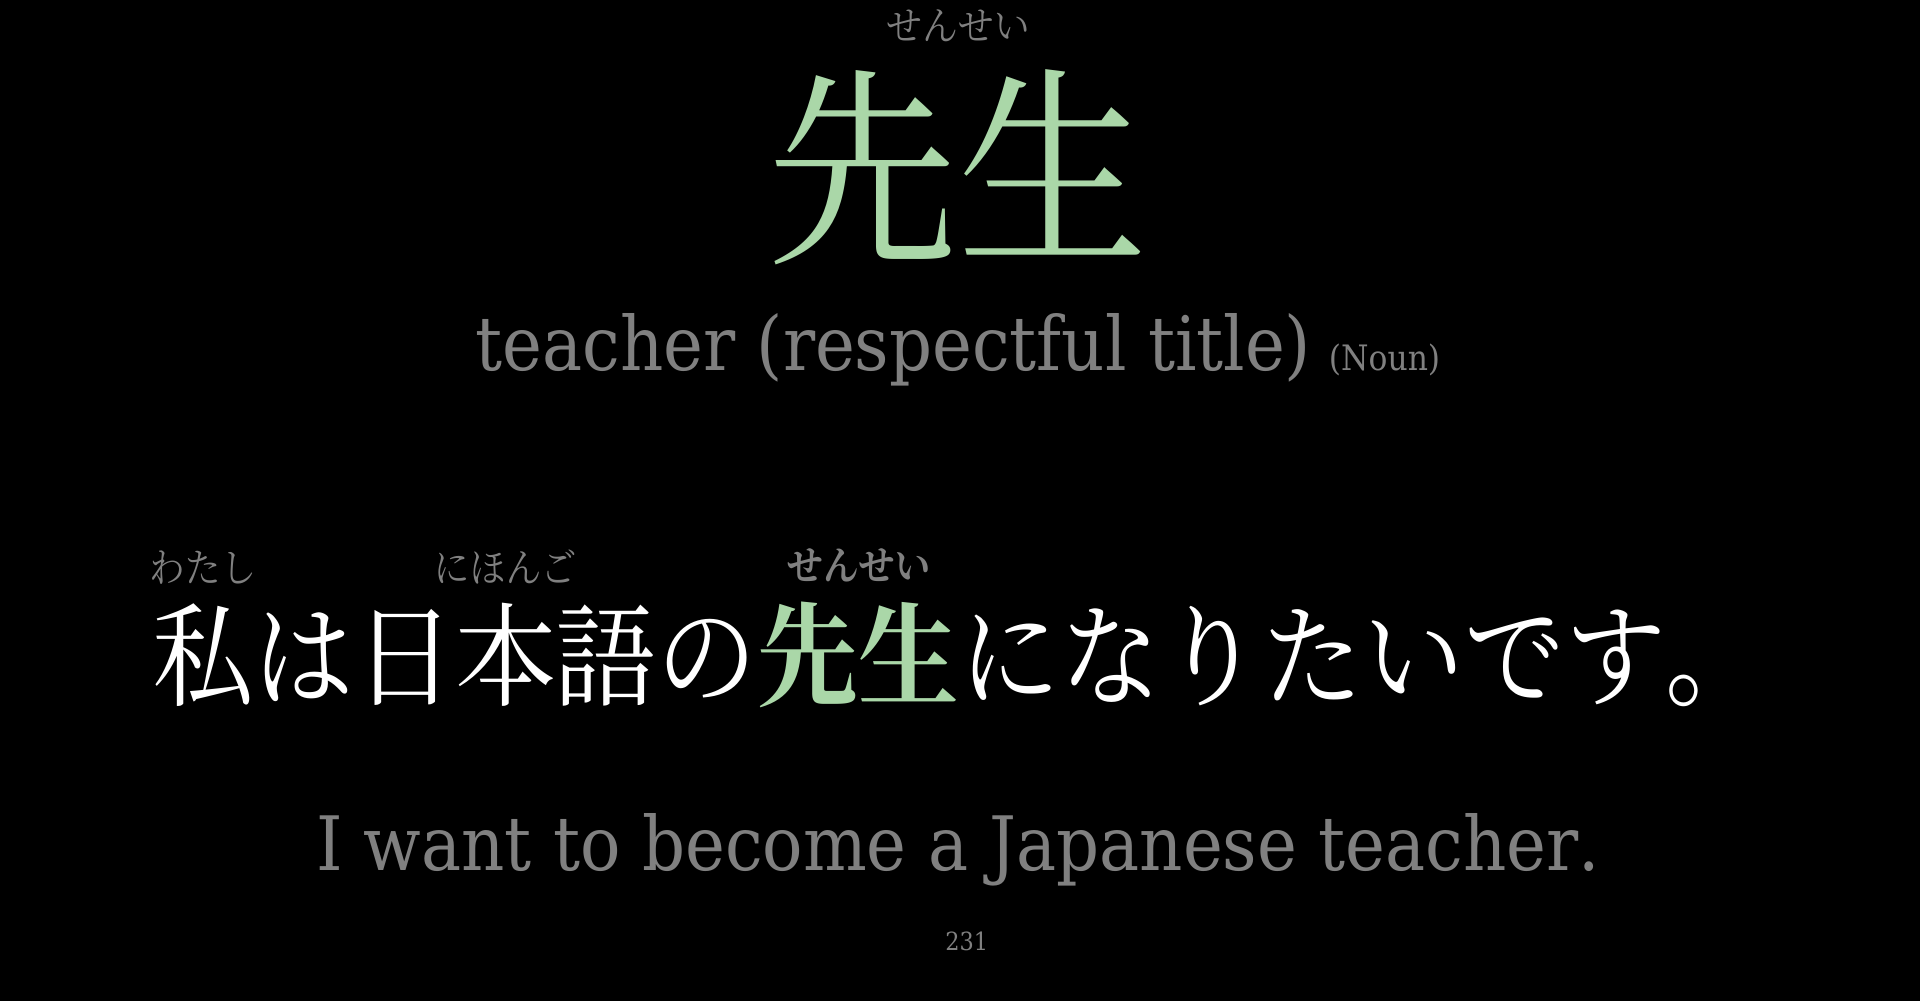 せんせい
先生
teacher (respectful title) (Noun)
わたし にほんご せんせい
私は日本語の先生になりたいです。
I want to become a Japanese teacher.
231